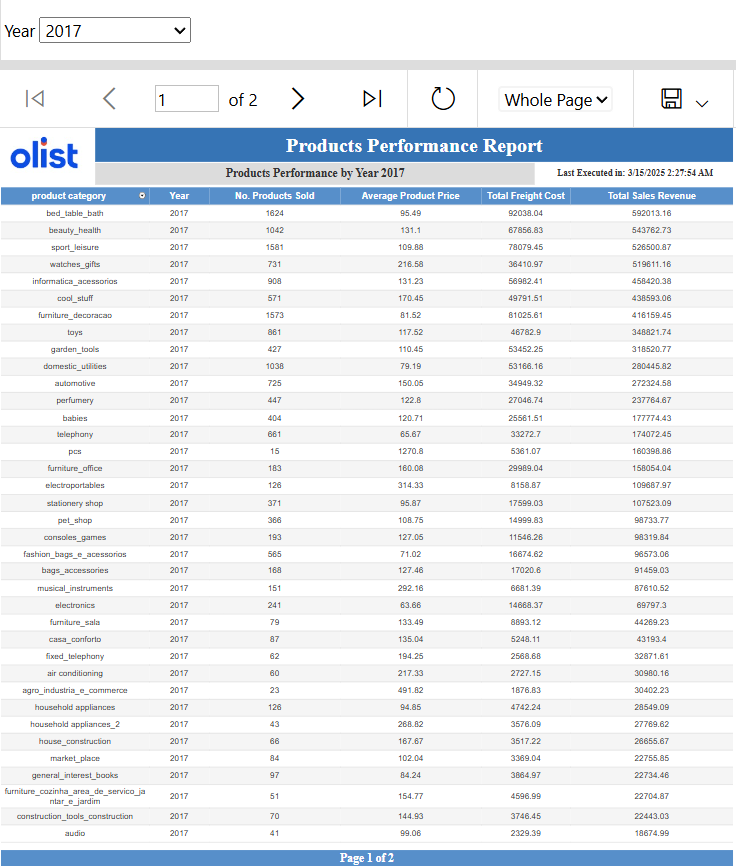 Year 2017
1 of 2 Whole Page
olist Products Performance Report
Products Performance by Year 2017 Last Executed in: 3/15/2025 2:27:54 AM
product category Year No. Products Sold Average Product Price Total Freight Cost Total Sales Revenue
bed_table_bath 2017 1624 95.49 92038.04 592013.16
beauty_health 2017 1042 131.1 67856.83 543762.73
sport_leisure 2017 1581 109.88 78079.45 526500.87
watches_gifts 2017 731 216.58 36410.97 519611.16
informatica_acessorios 2017 908 131.23 56982.41 458420.38
cool_stuff 2017 571 170.45 49791.51 438593.06
furniture_decoracao 2017 1573 81.52 81025.61 416159.45
toys 2017 861 117.52 46782.9 348821.74
garden_tools 2017 427 110.45 53452.25 318520.77
domestic_utilities 2017 1038 79.19 53166.16 280445.82
automotive 2017 725 150.05 34949.32 272324.58
perfumery 2017 447 122.8 27046.74 237764.67
babies 2017 404 120.71 25561.51 177774.43
telephony 2017 661 65.67 33272.7 174072.45
pcs 2017 15 1270.8 5361.07 160398.86
furniture_office 2017 183 160.08 29989.04 158054.04
electroportables 2017 126 314.33 8158.87 109687.97
stationery shop 2017 371 95.87 17599.03 107523.09
pet_shop 2017 366 108.75 14999.83 98733.77
consoles_games 2017 193 127.05 11546.26 98319.84
fashion_bags_e_acessorios 2017 565 71.02 16674.62 96573.06
bags_accessories 2017 168 127.46 17020.6 91459.03
musical_instruments 2017 151 292.16 6681.39 87610.52
electronics 2017 241 63.66 14668.37 69797.3
furniture_sala 2017 79 133.49 8893.12 44269.23
casa_conforto 2017 87 135.04 5248.11 43193.4
fixed_telephony 2017 62 194.25 2568.68 32871.61
air conditioning 2017 60 217.33 2727.15 30980.16
agro_industria_e_commerce 2017 23 491.82 1876.83 30402.23
household appliances 2017 126 94.85 4742.24 28549.09
household appliances_2 2017 43 268.82 3576.09 27769.62
house_construction 2017 66 167.67 3517.22 26655.67
market_place 2017 84 102.04 3369.04 22755.85
general_interest_books 2017 97 84.24 3864.97 22734.46
furniture_cozinha_area_de_servico_ja
ntar_e_jardim 2017 51 154.77 4596.99 22704.87
construction_tools_construction 2017 70 144.93 3746.45 22443.03
audio 2017 41 99.06 2329.39 18674.99
Page 1 of 2